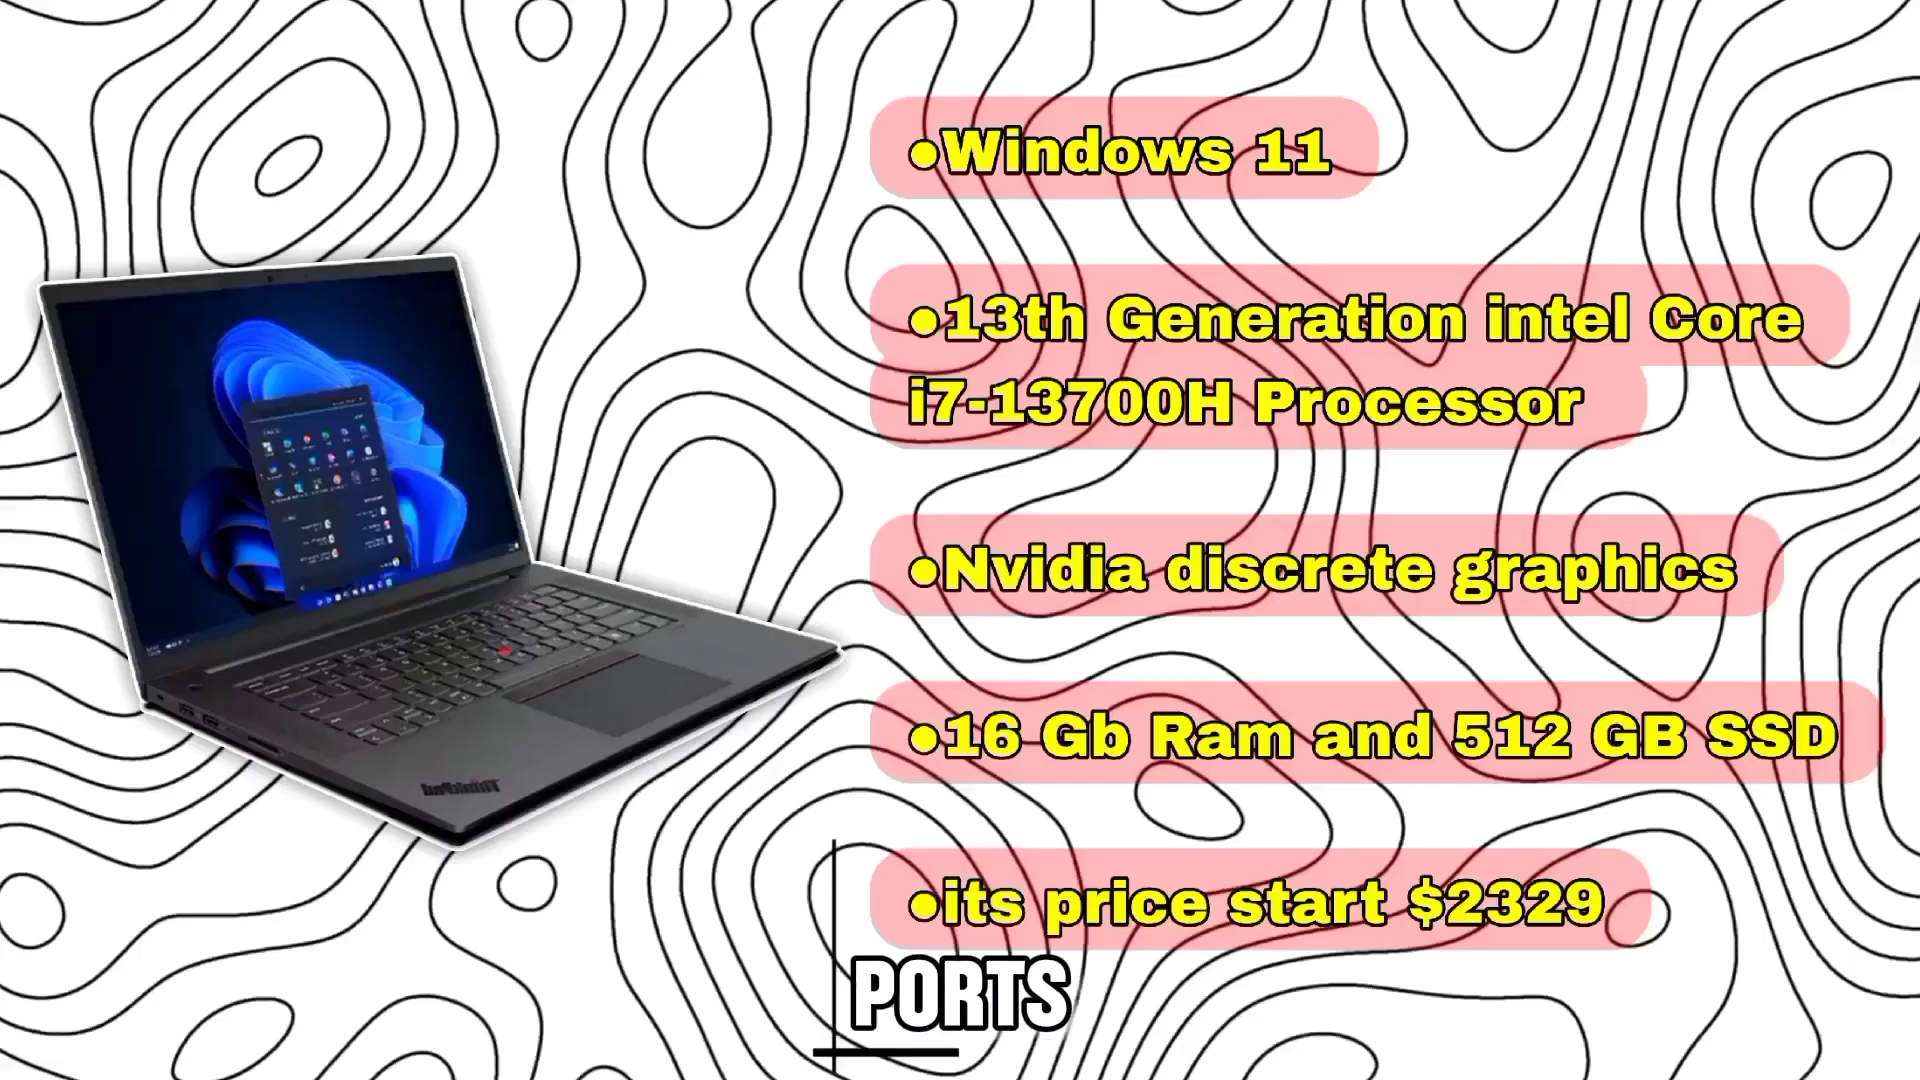 •Windows 11
•13th Generation intel Core
i7-13700H Processor
•Nvidia discrete graphics
•16 Gb Ram and 512 GB SSD
•its price start $2329
PORTS
ThinkPad